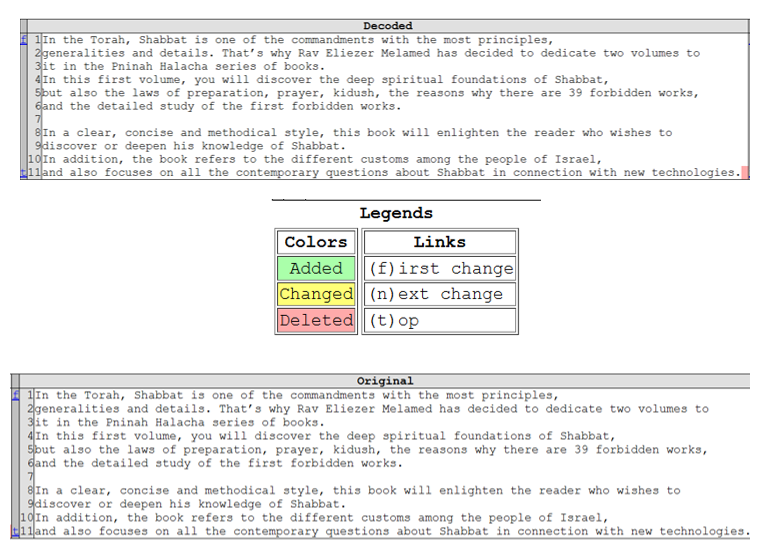 Decoded
f 1 In the Torah, Shabbat is one of the commandments with the most principles,
2 generalities and details. That’s why Rav Eliezer Melamed has decided to dedicate two volumes to
3 it in the Pninah Halacha series of books.
4 In this first volume, you will discover the deep spiritual foundations of Shabbat,
5 but also the laws of preparation, prayer, kidush, the reasons why there are 39 forbidden works,
6 and the detailed study of the first forbidden works.
7
8 In a clear, concise and methodical style, this book will enlighten the reader who wishes to
9 discover or deepen his knowledge of Shabbat.
10 In addition, the book refers to the different customs among the people of Israel,
t 11 and also focuses on all the contemporary questions about Shabbat in connection with new technologies.
Legends
Colors Links
Added (f)irst change
Changed (n)ext change
Deleted (t)op
Original
f 1 In the Torah, Shabbat is one of the commandments with the most principles,
2 generalities and details. That’s why Rav Eliezer Melamed has decided to dedicate two volumes to
3 it in the Pninah Halacha series of books.
4 In this first volume, you will discover the deep spiritual foundations of Shabbat,
5 but also the laws of preparation, prayer, kidush, the reasons why there are 39 forbidden works,
6 and the detailed study of the first forbidden works.
7
8 In a clear, concise and methodical style, this book will enlighten the reader who wishes to
9 discover or deepen his knowledge of Shabbat.
10 In addition, the book refers to the different customs among the people of Israel,
t 11 and also focuses on all the contemporary questions about Shabbat in connection with new technologies.